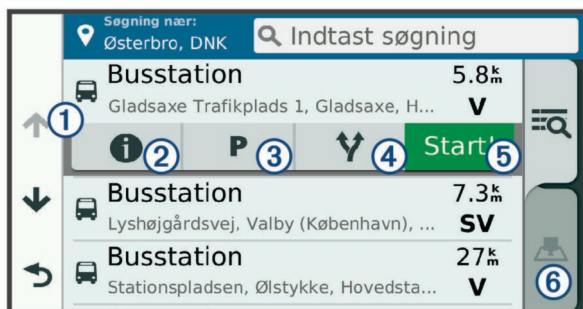 Søgning nær:
Østerbro, DNK
Indtast søgning
Busstation 5.8 km
Gladsaxe Trafikplads 1, Gladsaxe, H... V
1
i 2 P 3 4 Start! 5
Busstation 7.3 km
Lyshøjgårdsvej, Valby (København), ... SV
Busstation 27 km
Stationspladsen, Ølstykke, Hovedsta... V
6